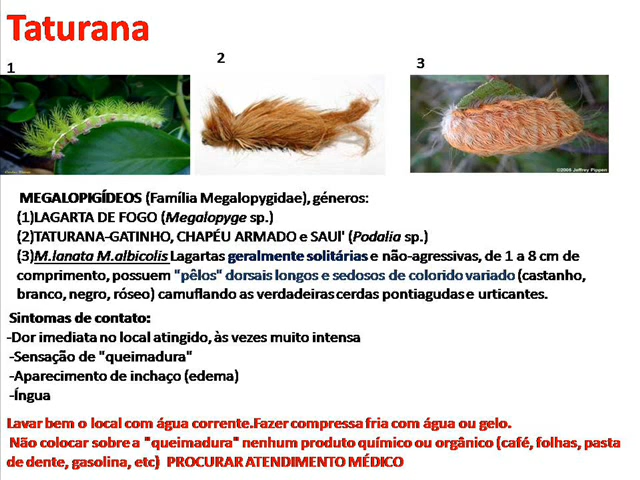 Taturana
1
2
3
©2005 Jeffrey Pippen
MEGALOPIGÍDEOS (Família Megalopygidae), géneros:
(1)LAGARTA DE FOGO (Megalopyge sp.)
(2)TATURANA-GATINHO, CHAPÉU ARMADO e SAUl' (Podalia sp.)
(3)M.lanata M.albicolis Lagartas geralmente solitárias e não-agressivas, de 1 a 8 cm de
comprimento, possuem "pêlos" dorsais longos e sedosos de colorido variado (castanho,
branco, negro, róseo) camuflando as verdadeiras cerdas pontiagudas e urticantes.
Sintomas de contato:
-Dor imediata no local atingido, às vezes muito intensa
-Sensação de "queimadura"
-Aparecimento de inchaço (edema)
-Íngua
Lavar bem o local com água corrente.Fazer compressa fria com água ou gelo.
Não colocar sobre a "queimadura" nenhum produto químico ou orgânico (café, folhas, pasta
de dente, gasolina, etc) PROCURAR ATENDIMENTO MÉDICO